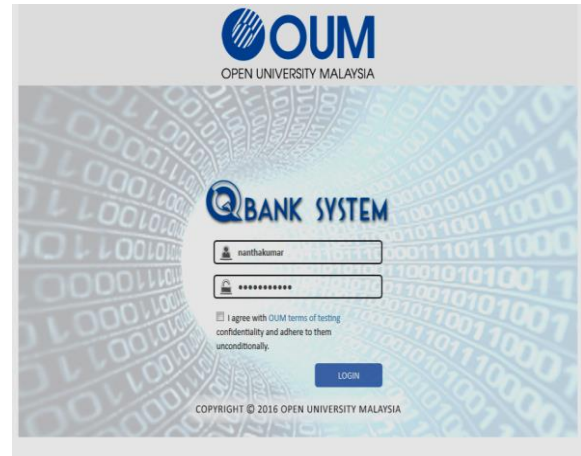 OUM
OPEN UNIVERSITY MALAYSIA
QBANK SYSTEM
nanthakumar
•••••••••••
I agree with OUM terms of testing
confidentiality and adhere to them
unconditionally.
LOGIN
COPYRIGHT © 2016 OPEN UNIVERSITY MALAYSIA